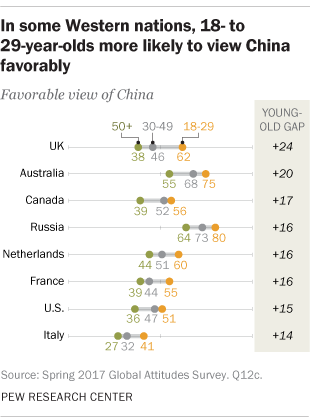 In some Western nations, 18- to
29-year-olds more likely to view China
favorably
Favorable view of China
YOUNG-
OLD GAP
50+ 30-49 18-29
UK 38 46 62 +24
Australia 55 68 75 +20
Canada 39 52 56 +17
Russia 64 73 80 +16
Netherlands 44 51 60 +16
France 39 44 55 +16
U.S. 36 47 51 +15
Italy 27 32 41 +14
Source: Spring 2017 Global Attitudes Survey. Q12c.
PEW RESEARCH CENTER